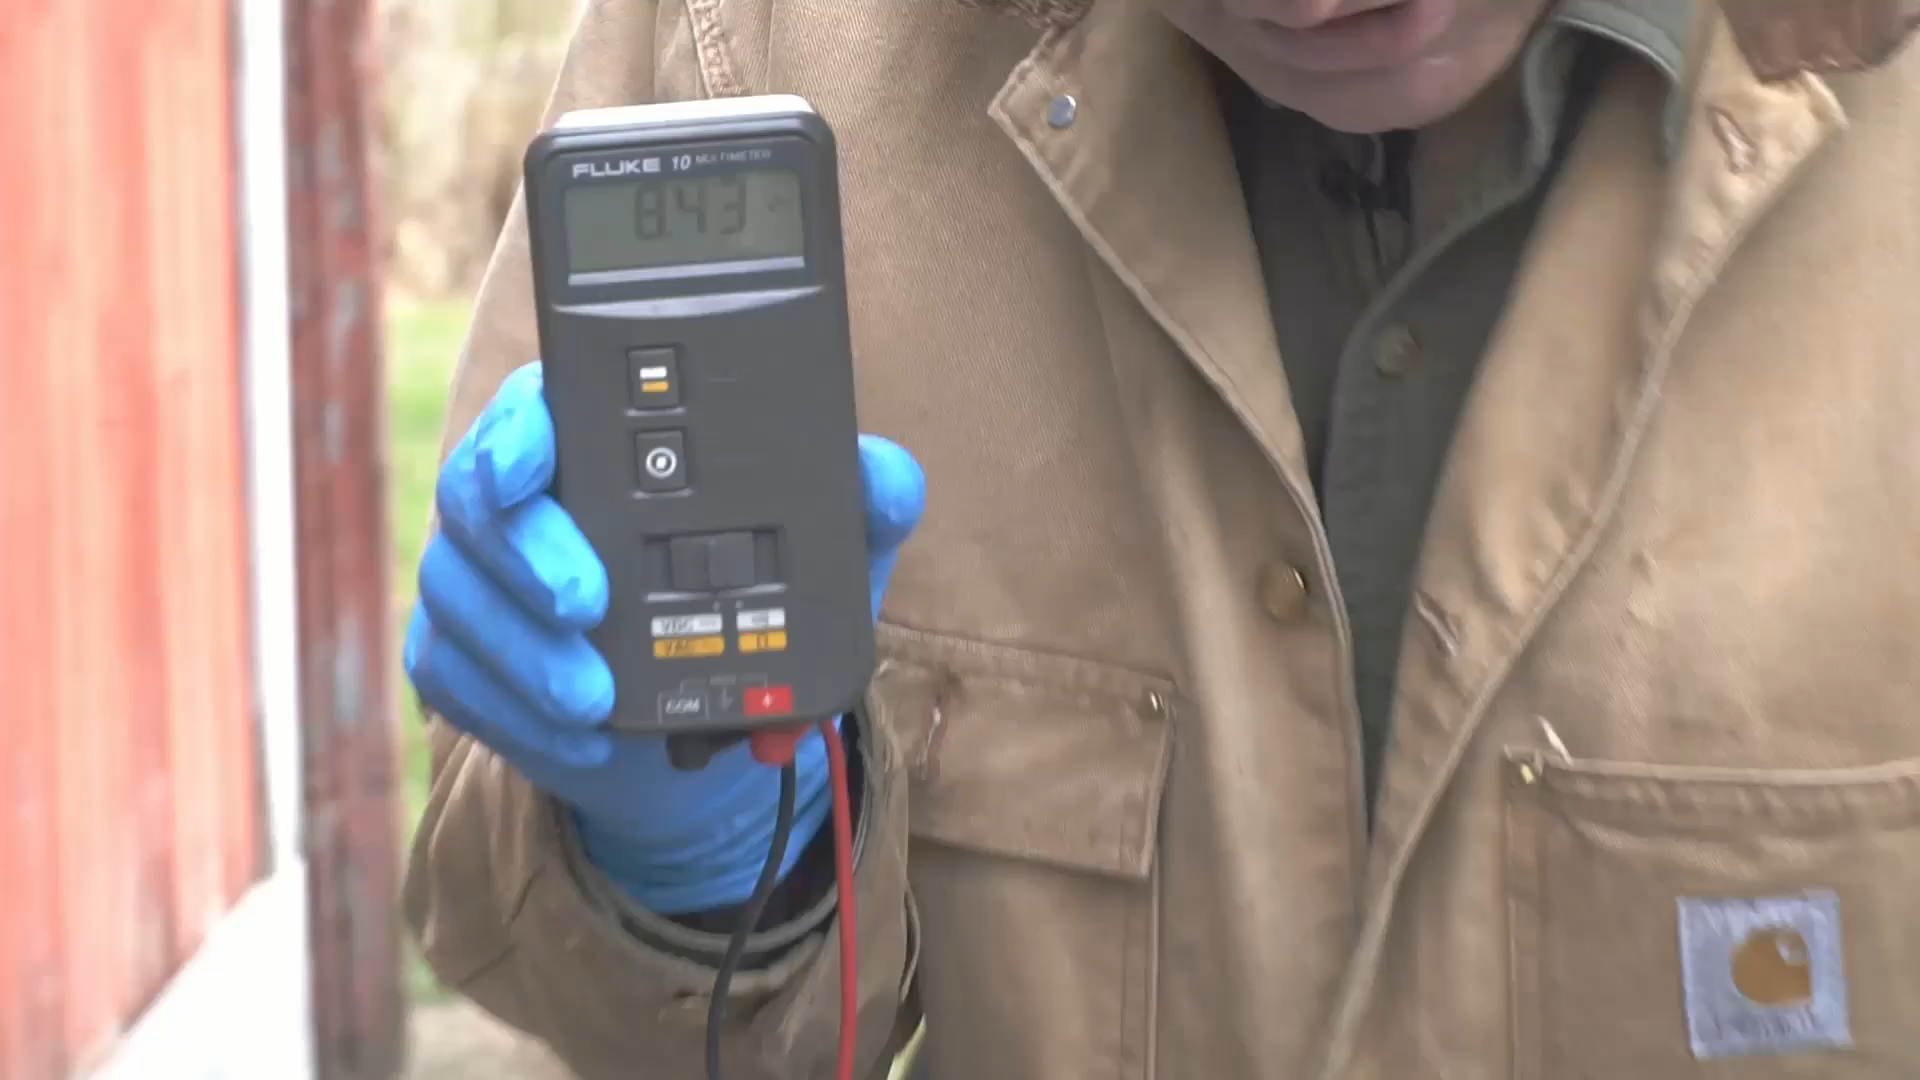 FLUKE 10 MULTIMETER
8.43
VDC
VAC Ω
COM +